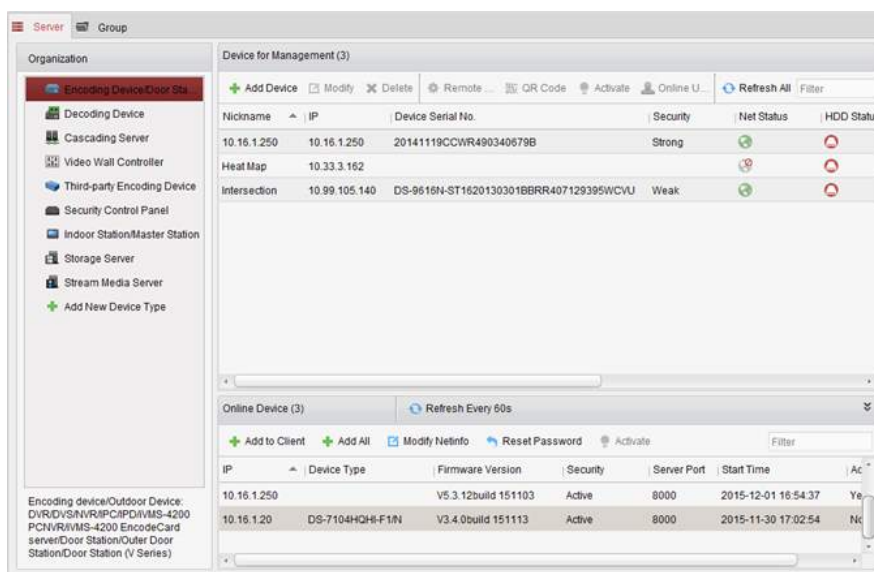 Server Group
Organization
Encoding Device/Door Sta...
Decoding Device
Cascading Server
Video Wall Controller
Third-party Encoding Device
Security Control Panel
Indoor Station/Master Station
Storage Server
Stream Media Server
Add New Device Type
Encoding device/Outdoor Device:
DVR/DVS/NVR/IPC/IPD/iVMS-4200
PCNVR/iVMS-4200 EncodeCard
server/Door Station/Outer Door
Station/Door Station (V Series)
Device for Management (3)
Add Device Modify Delete Remote ... QR Code Activate Online U... Refresh All Filter
Nickname IP Device Serial No. Security Net Status HDD Statu
10.16.1.250 10.16.1.250 20141119CCWR490340679B Strong
Heat Map 10.33.3.162
Intersection 10.99.105.140 DS-9616N-ST1620130301BBRR407129395WCVU Weak
Online Device (3) Refresh Every 60s
Add to Client Add All Modify Netinfo Reset Password Activate Filter
IP Device Type Firmware Version Security Server Port Start Time Ac
10.16.1.250 V5.3.12build 151103 Active 8000 2015-12-01 16:54:37 Ye
10.16.1.20 DS-7104HQHI-F1/N V3.4.0build 151113 Active 8000 2015-11-30 17:02:54 No